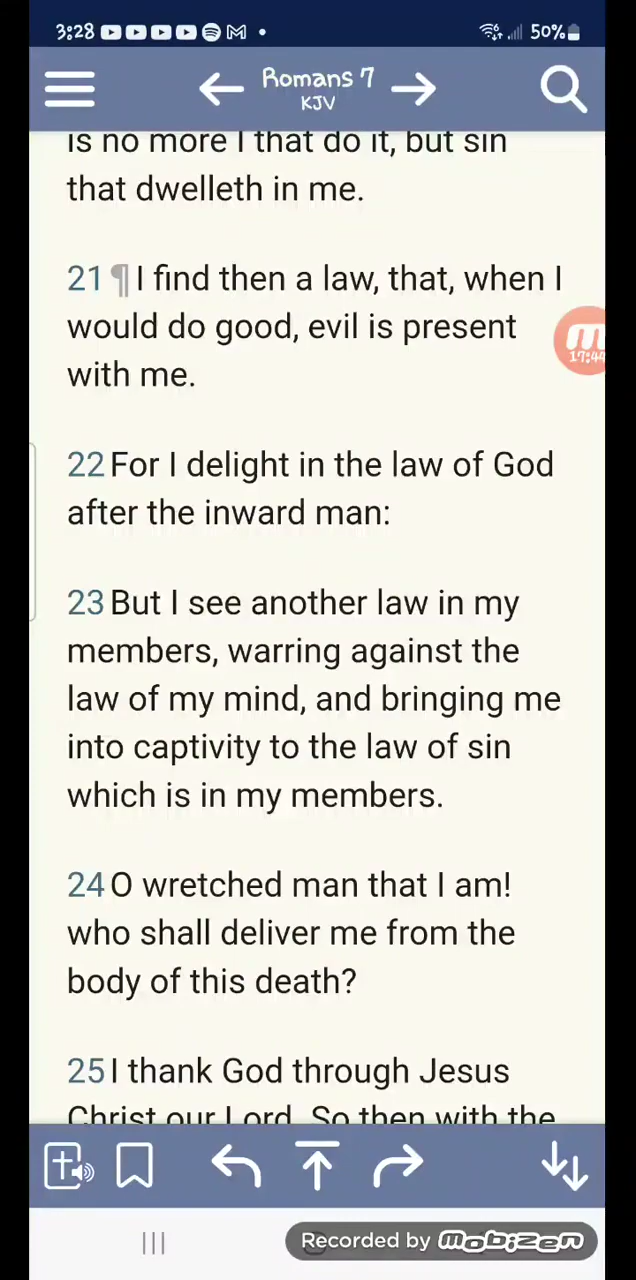 3:28 50%
Romans 7
KJV
is no more I that do it, but sin
that dwelleth in me.
21 ¶ I find then a law, that, when I
would do good, evil is present
with me.
17:44
22 For I delight in the law of God
after the inward man:
23 But I see another law in my
members, warring against the
law of my mind, and bringing me
into captivity to the law of sin
which is in my members.
24 O wretched man that I am!
who shall deliver me from the
body of this death?
25 I thank God through Jesus
Christ our Lord. So then with the
Recorded by mobizen